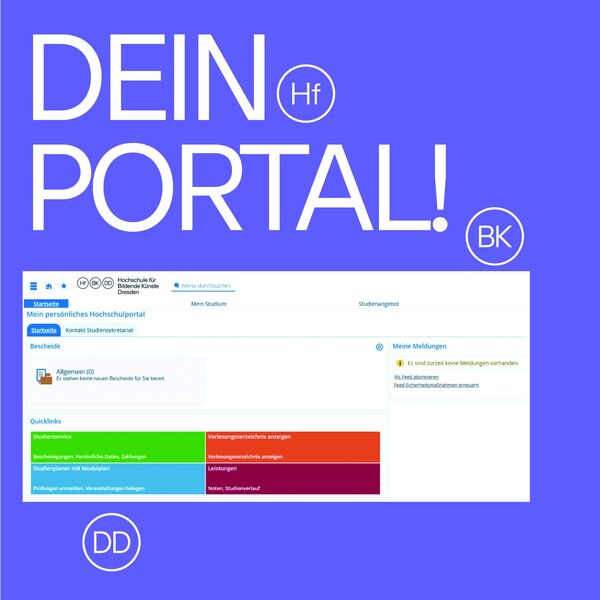 DEIN
Hf
PORTAL!
BK
Hf BK DD
Hochschule für
Bildende Künste
Dresden
Menü durchsuchen
Startseite
Mein Studium
Studienangebot
Mein persönliches Hochschulportal
Startseite
Kontakt Studiensekretariat
Bescheide
Allgemein (0)
Es stehen keine neuen Bescheide für Sie bereit.
Meine Meldungen
Es sind zurzeit keine Meldungen vorhanden.
Als Feed abonnieren
Feed-Sicherheitsmaßnahmen erneuern
Quicklinks
Studienservice
Bescheinigungen, Persönliche Daten, Zahlungen
Vorlesungsverzeichnis anzeigen
Vorlesungsverzeichnis anzeigen
Studienplaner mit Modulplan
Prüfungen anmelden, Veranstaltungen belegen
Leistungen
Noten, Studienverlauf
DD